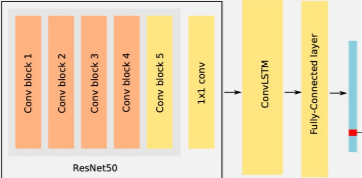 Conv block 1
Conv block 2
Conv block 3
Conv block 4
Conv block 5
1x1 conv
ConvLSTM
Fully-Connected layer
ResNet50